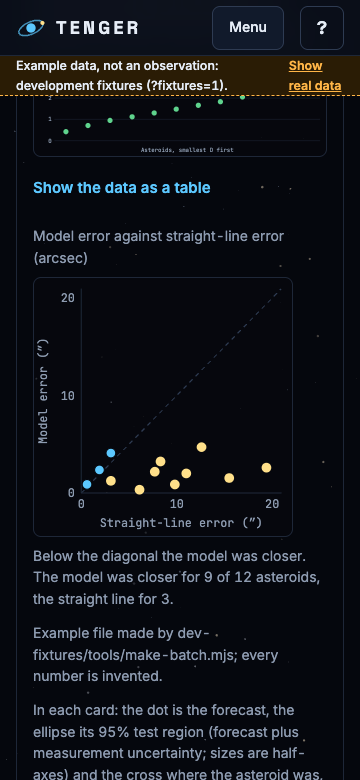 TENGER
Menu
?
Example data, not an observation:
development fixtures (?fixtures=1).
Show
real data
2
1
0
Asteroids, smallest D first
Show the data as a table
Model error against straight-line error
(arcsec)
20
10
0
Model error (″)
0
10
20
Straight-line error (″)
Below the diagonal the model was closer.
The model was closer for 9 of 12 asteroids,
the straight line for 3.
Example file made by dev-
fixtures/tools/make-batch.mjs; every
number is invented.
In each card: the dot is the forecast, the
ellipse its 95% test region (forecast plus
measurement uncertainty; sizes are half-
axes) and the cross where the asteroid was.